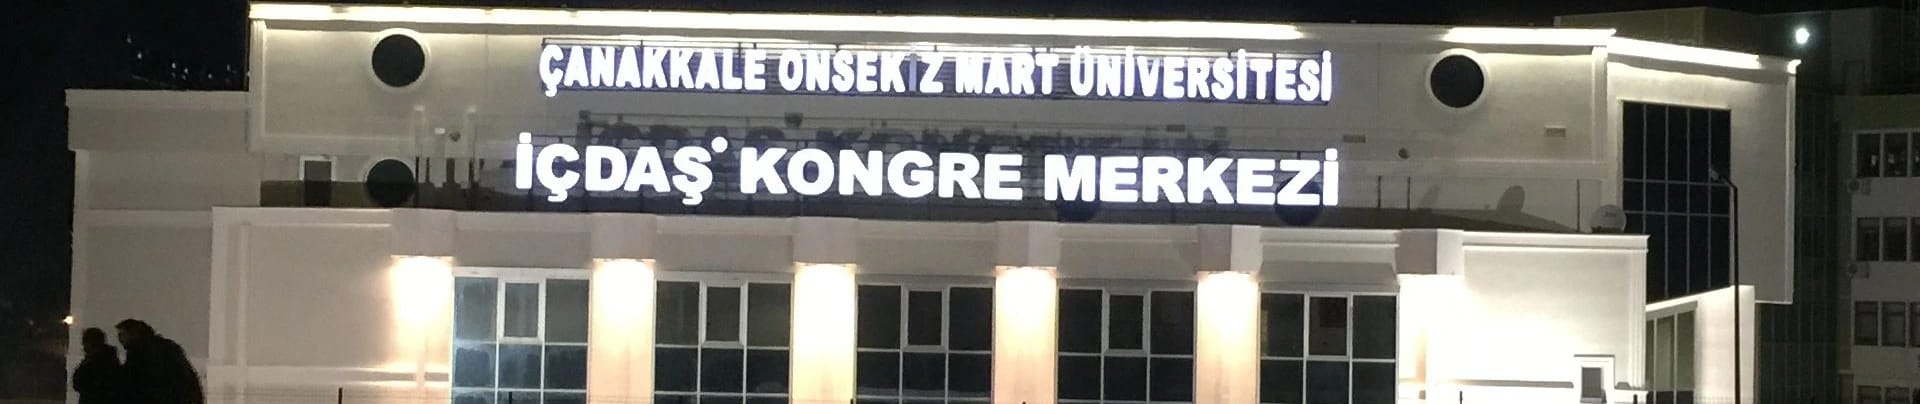 ÇANAKKALE ONSEKİZ MART ÜNİVERSİTESİ
İÇDAŞ KONGRE MERKEZİ